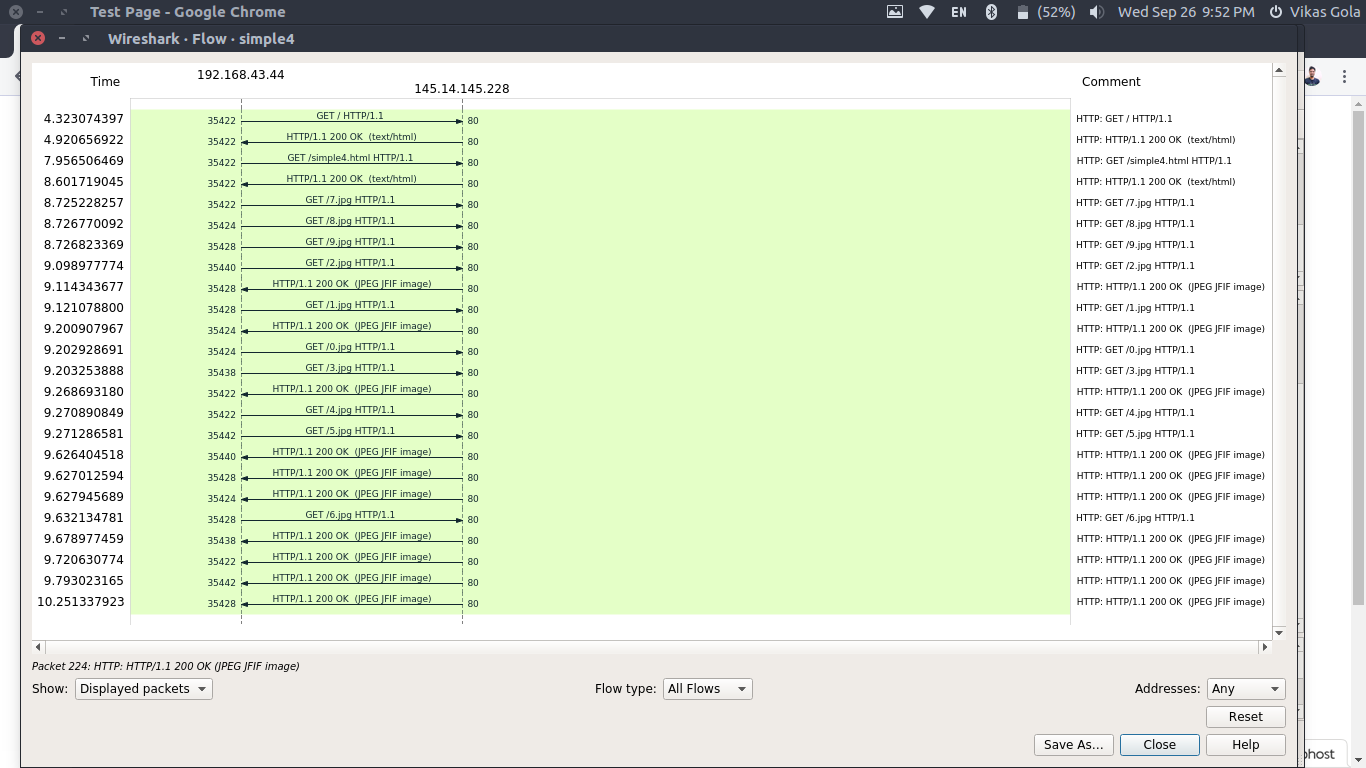 Test Page - Google Chrome EN (52%) Wed Sep 26 9:52 PM Vikas Gola
Wireshark · Flow · simple4
Time 192.168.43.44 145.14.145.228 Comment
4.323074397 35422 GET / HTTP/1.1 80 HTTP: GET / HTTP/1.1
4.920656922 35422 HTTP/1.1 200 OK (text/html) 80 HTTP: HTTP/1.1 200 OK (text/html)
7.956506469 35422 GET /simple4.html HTTP/1.1 80 HTTP: GET /simple4.html HTTP/1.1
8.601719045 35422 HTTP/1.1 200 OK (text/html) 80 HTTP: HTTP/1.1 200 OK (text/html)
8.725228257 35422 GET /7.jpg HTTP/1.1 80 HTTP: GET /7.jpg HTTP/1.1
8.726770092 35424 GET /8.jpg HTTP/1.1 80 HTTP: GET /8.jpg HTTP/1.1
8.726823369 35428 GET /9.jpg HTTP/1.1 80 HTTP: GET /9.jpg HTTP/1.1
9.098977774 35440 GET /2.jpg HTTP/1.1 80 HTTP: GET /2.jpg HTTP/1.1
9.114343677 35428 HTTP/1.1 200 OK (JPEG JFIF image) 80 HTTP: HTTP/1.1 200 OK (JPEG JFIF image)
9.121078800 35428 GET /1.jpg HTTP/1.1 80 HTTP: GET /1.jpg HTTP/1.1
9.200907967 35424 HTTP/1.1 200 OK (JPEG JFIF image) 80 HTTP: HTTP/1.1 200 OK (JPEG JFIF image)
9.202928691 35424 GET /0.jpg HTTP/1.1 80 HTTP: GET /0.jpg HTTP/1.1
9.203253888 35438 GET /3.jpg HTTP/1.1 80 HTTP: GET /3.jpg HTTP/1.1
9.268693180 35422 HTTP/1.1 200 OK (JPEG JFIF image) 80 HTTP: HTTP/1.1 200 OK (JPEG JFIF image)
9.270890849 35422 GET /4.jpg HTTP/1.1 80 HTTP: GET /4.jpg HTTP/1.1
9.271286581 35442 GET /5.jpg HTTP/1.1 80 HTTP: GET /5.jpg HTTP/1.1
9.626404518 35440 HTTP/1.1 200 OK (JPEG JFIF image) 80 HTTP: HTTP/1.1 200 OK (JPEG JFIF image)
9.627012594 35428 HTTP/1.1 200 OK (JPEG JFIF image) 80 HTTP: HTTP/1.1 200 OK (JPEG JFIF image)
9.627945689 35424 HTTP/1.1 200 OK (JPEG JFIF image) 80 HTTP: HTTP/1.1 200 OK (JPEG JFIF image)
9.632134781 35428 GET /6.jpg HTTP/1.1 80 HTTP: GET /6.jpg HTTP/1.1
9.678977459 35438 HTTP/1.1 200 OK (JPEG JFIF image) 80 HTTP: HTTP/1.1 200 OK (JPEG JFIF image)
9.720630774 35422 HTTP/1.1 200 OK (JPEG JFIF image) 80 HTTP: HTTP/1.1 200 OK (JPEG JFIF image)
9.793023165 35442 HTTP/1.1 200 OK (JPEG JFIF image) 80 HTTP: HTTP/1.1 200 OK (JPEG JFIF image)
10.251337923 35428 HTTP/1.1 200 OK (JPEG JFIF image) 80 HTTP: HTTP/1.1 200 OK (JPEG JFIF image)
Packet 224: HTTP: HTTP/1.1 200 OK (JPEG JFIF image)
Show: Displayed packets Flow type: All Flows Addresses: Any
Reset
Save As... Close Help